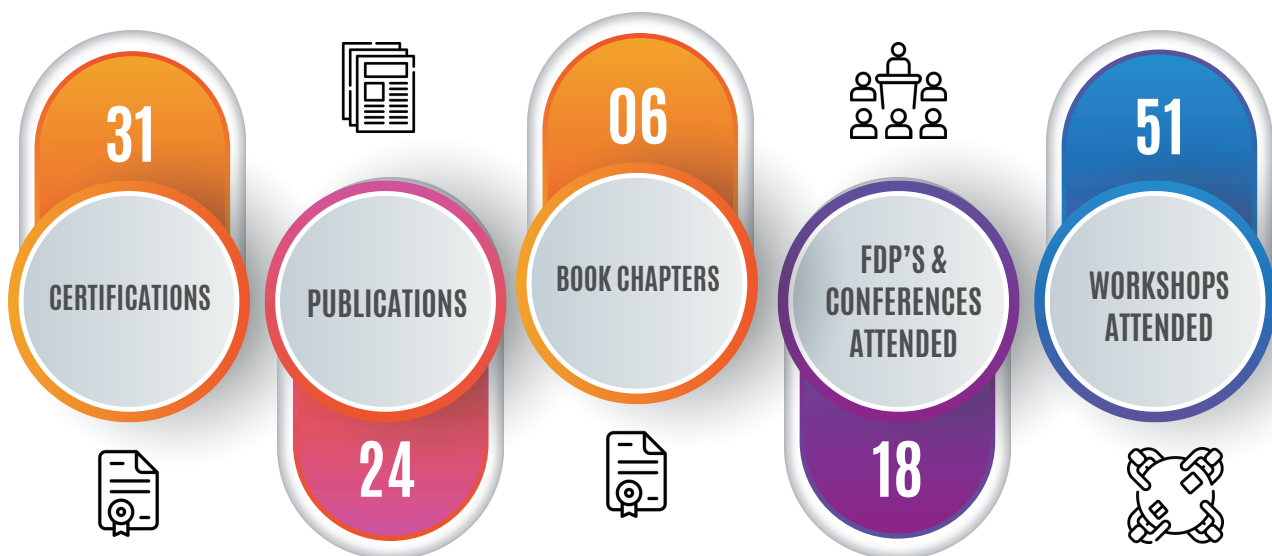 31
CERTIFICATIONS
PUBLICATIONS
24
06
BOOK CHAPTERS
FDP'S &
CONFERENCES
ATTENDED
18
51
WORKSHOPS
ATTENDED